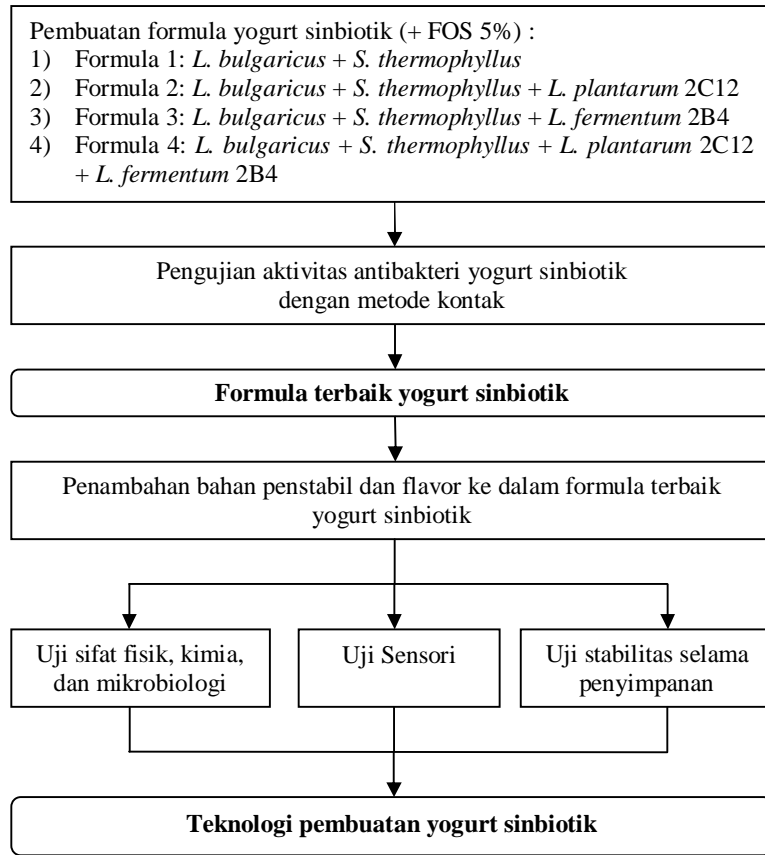 Pembuatan formula yogurt sinbiotik (+ FOS 5%) :
1) Formula 1: L. bulgaricus + S. thermophyllus
2) Formula 2: L. bulgaricus + S. thermophyllus + L. plantarum 2C12
3) Formula 3: L. bulgaricus + S. thermophyllus + L. fermentum 2B4
4) Formula 4: L. bulgaricus + S. thermophyllus + L. plantarum 2C12
+ L. fermentum 2B4
Pengujian aktivitas antibakteri yogurt sinbiotik
dengan metode kontak
Formula terbaik yogurt sinbiotik
Penambahan bahan penstabil dan flavor ke dalam formula terbaik
yogurt sinbiotik
Uji sifat fisik, kimia,
dan mikrobiologi
Uji Sensori
Uji stabilitas selama
penyimpanan
Teknologi pembuatan yogurt sinbiotik